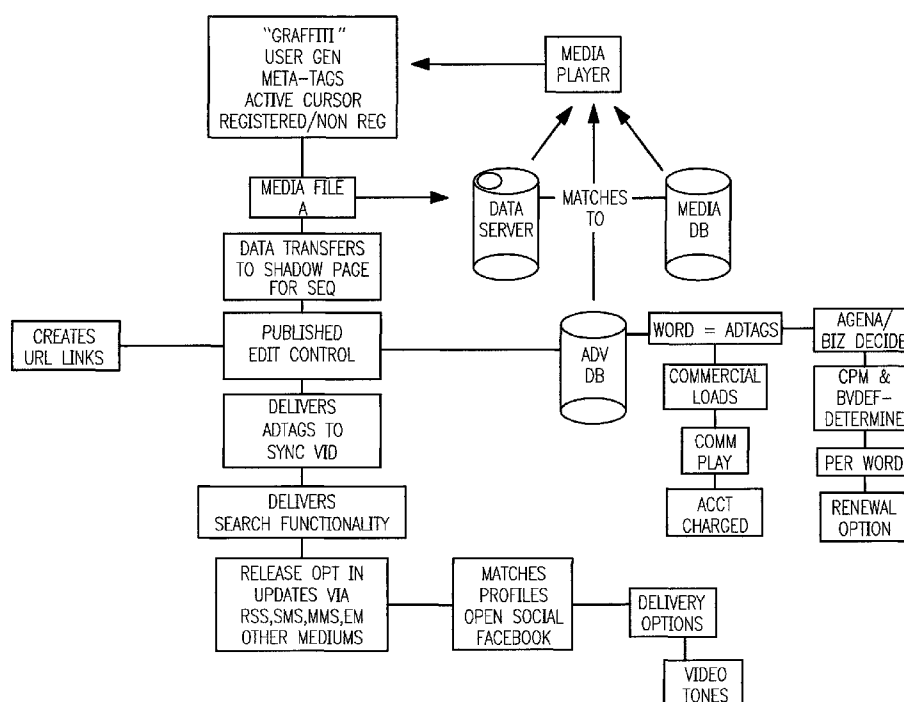 "GRAFFITI"
USER GEN
META-TAGS
ACTIVE CURSOR
REGISTERED/NON REG
MEDIA
PLAYER
MEDIA FILE
A
DATA
SERVER
MATCHES
TO
MEDIA
DB
DATA TRANSFERS
TO SHADOW PAGE
FOR SEQ
CREATES
URL LINKS
PUBLISHED
EDIT CONTROL
ADV
DB
WORD = ADTAGS
AGENA/
BIZ DECIDE
COMMERCIAL
LOADS
CPM &
BVDEF-
DETERMINE
DELIVERS
ADTAGS TO
SYNC VID
COMM
PLAY
PER WORD
ACCT
CHARGED
RENEWAL
OPTION
DELIVERS
SEARCH FUNCTIONALITY
RELEASE OPT IN
UPDATES VIA
RSS,SMS,MMS,EM
OTHER MEDIUMS
MATCHES
PROFILES
OPEN SOCIAL
FACEBOOK
DELIVERY
OPTIONS
VIDEO
TONES